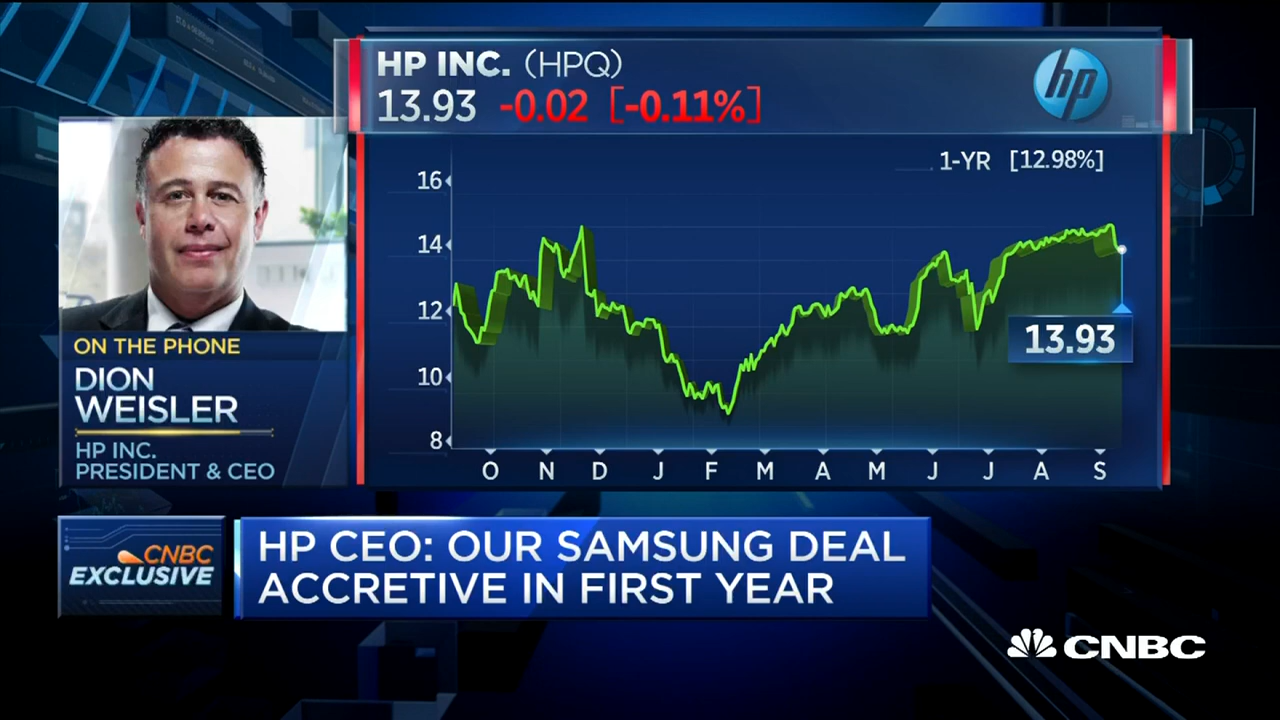 HP INC. (HPQ)
13.93 -0.02 [-0.11%]
hp
1-YR [12.98%]
16
14
12
10
8
13.93
O N D J F M A M J J A S
ON THE PHONE
DION
WEISLER
HP INC.
PRESIDENT & CEO
CNBC
EXCLUSIVE
HP CEO: OUR SAMSUNG DEAL
ACCRETIVE IN FIRST YEAR
CNBC